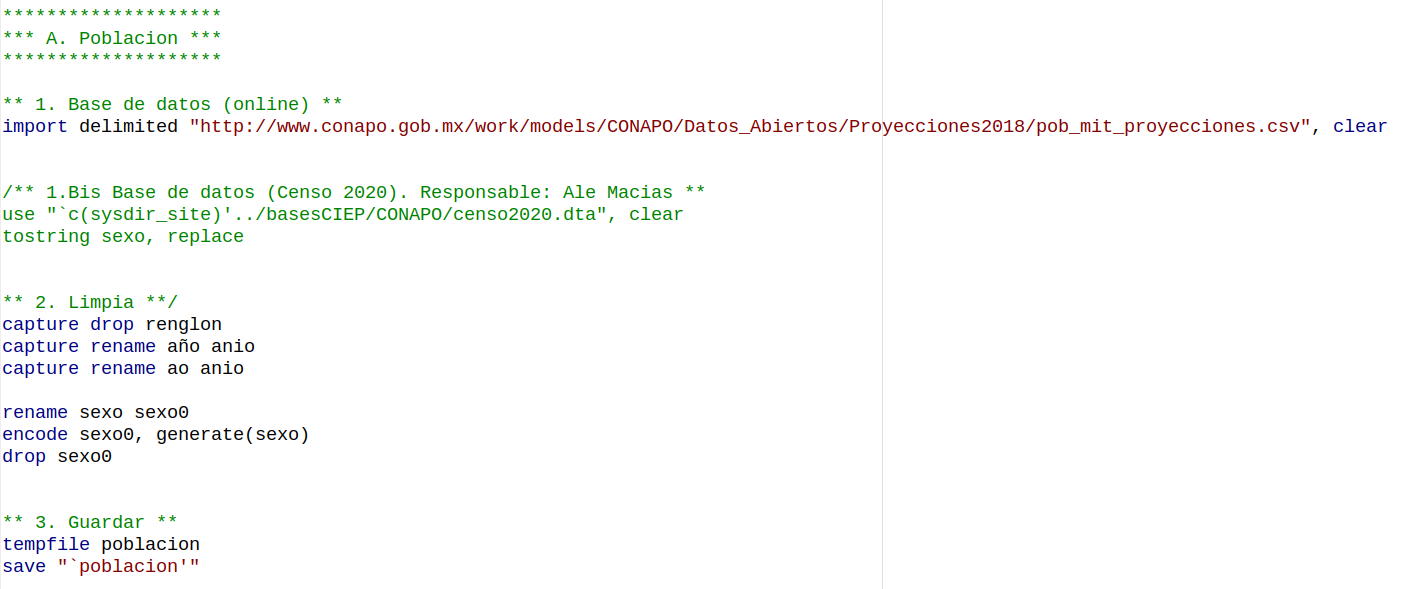 ********************
*** A. Poblacion ***
********************
** 1. Base de datos (online) **
import delimited "http://www.conapo.gob.mx/work/models/CONAPO/Datos_Abiertos/Proyecciones2018/pob_mit_proyecciones.csv", clear
/** 1.Bis Base de datos (Censo 2020). Responsable: Ale Macias **
use "`c(sysdir_site)'../basesCIEP/CONAPO/censo2020.dta", clear
tostring sexo, replace
** 2. Limpia **/
capture drop renglon
capture rename año anio
capture rename ao anio
rename sexo sexo0
encode sexo0, generate(sexo)
drop sexo0
** 3. Guardar **
tempfile poblacion
save "`poblacion'"